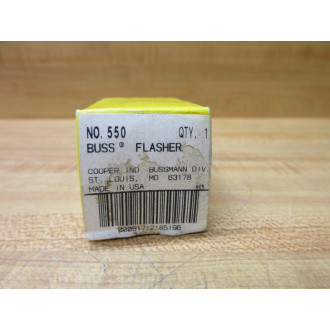 NO. 550 QTY. 1
BUSS® FLASHER
COOPER IND. BUSSMANN DIV.
ST. LOUIS, MO 63178
MADE IN USA